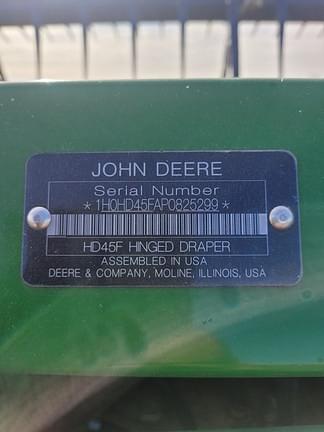 JOHN DEERE
Serial Number
*1H0HD45FAP0825299*
HD45F HINGED DRAPER
ASSEMBLED IN USA
DEERE & COMPANY, MOLINE, ILLINOIS, USA